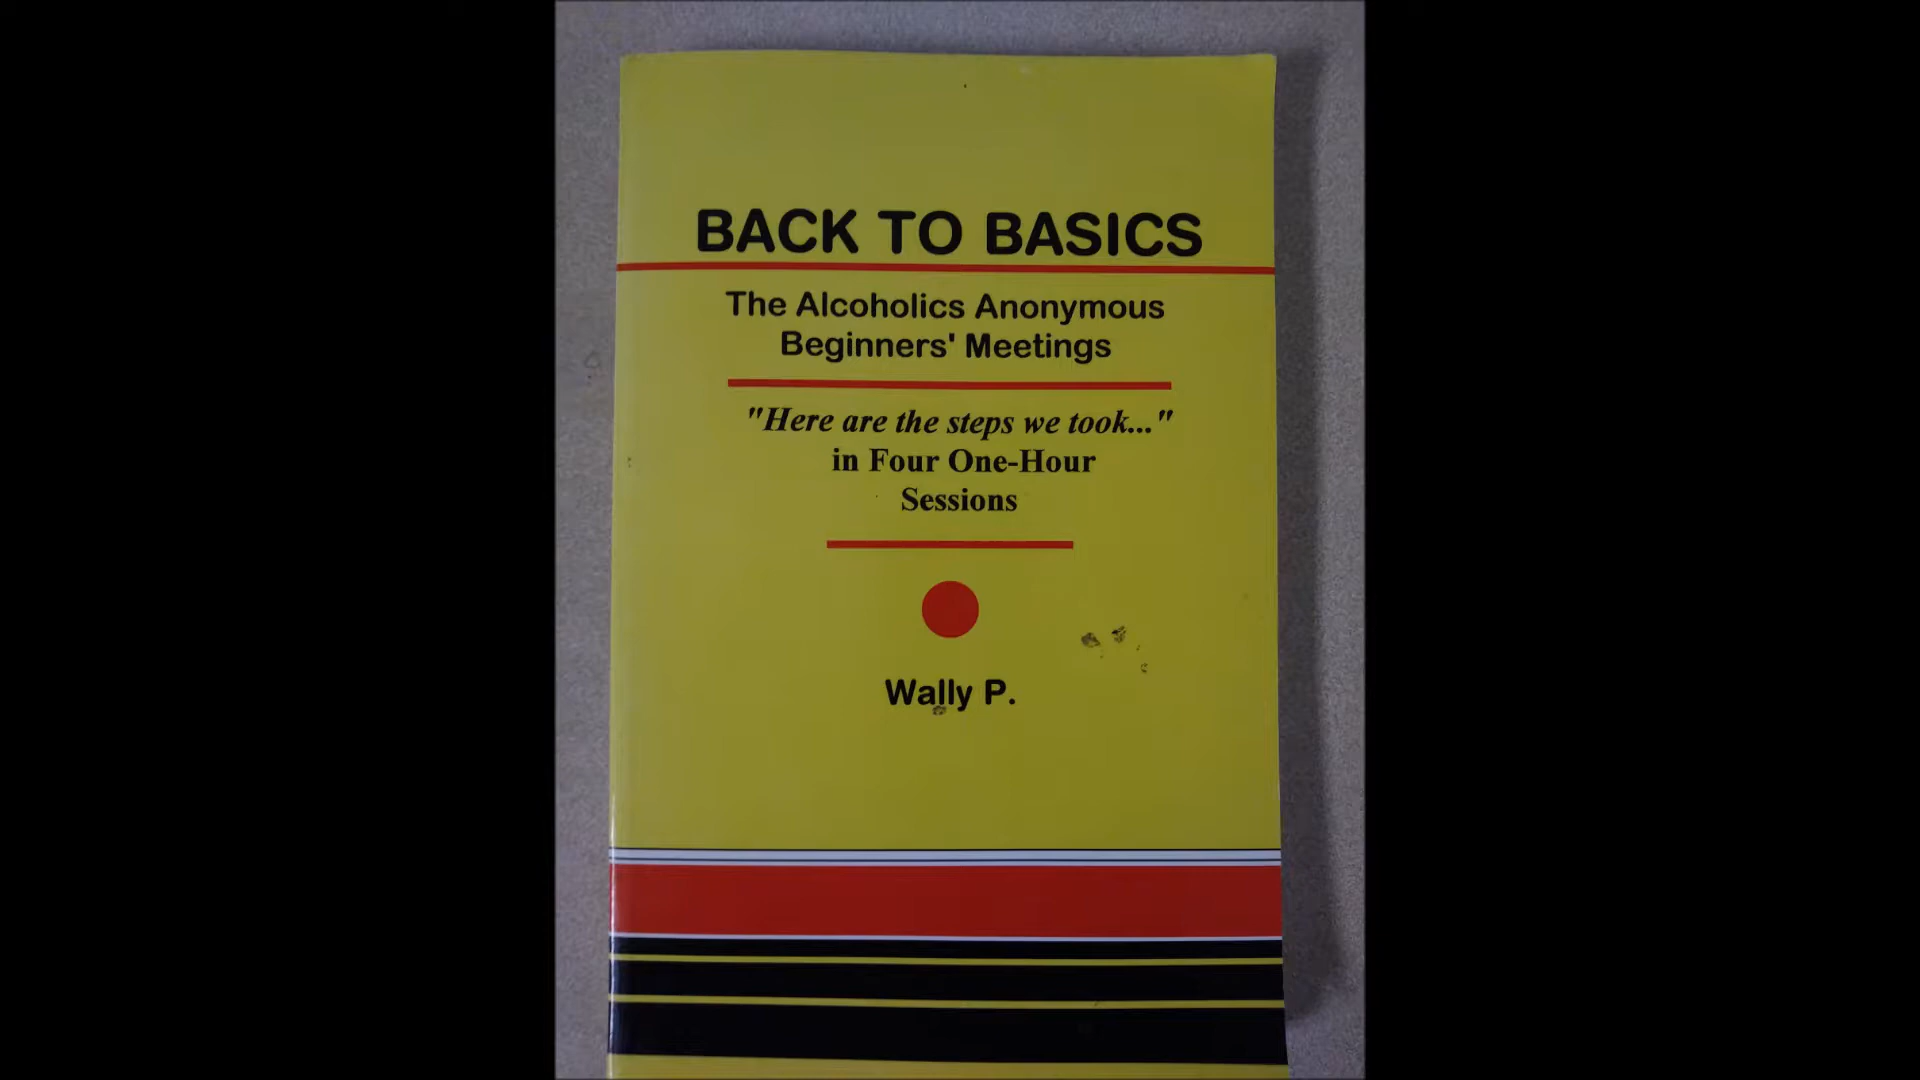 BACK TO BASICS
The Alcoholics Anonymous
Beginners' Meetings
"Here are the steps we took..."
in Four One-Hour
Sessions
Wally P.